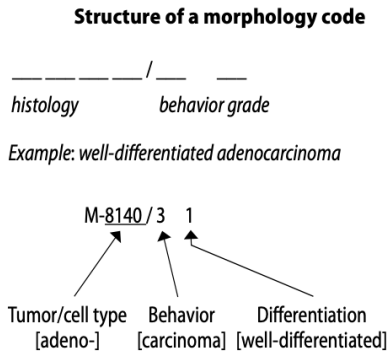 Structure of a morphology code
___ ___ ___ ___ / ___ ___
histology behavior grade
Example: well-differentiated adenocarcinoma
M-8140 / 3 1
Tumor/cell type Behavior Differentiation
[adeno-] [carcinoma] [well-differentiated]